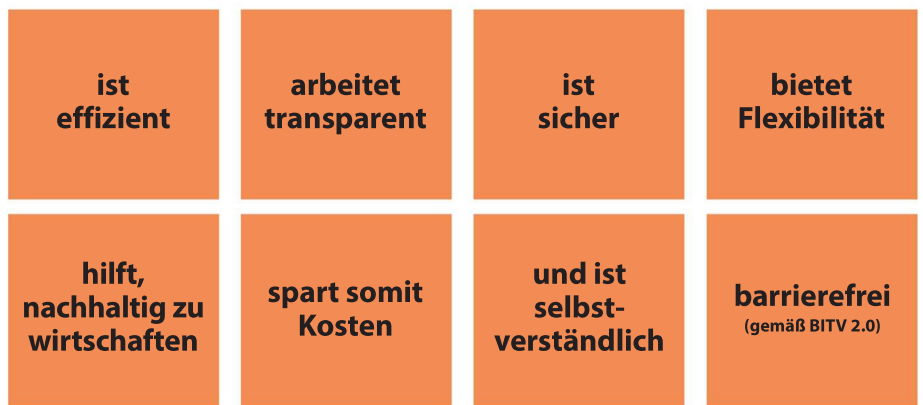 ist
effizient
arbeitet
transparent
ist
sicher
bietet
Flexibilität
hilft,
nachhaltig zu
wirtschaften
spart somit
Kosten
und ist
selbst-
verständlich
barrierefrei
(gemäß BITV 2.0)